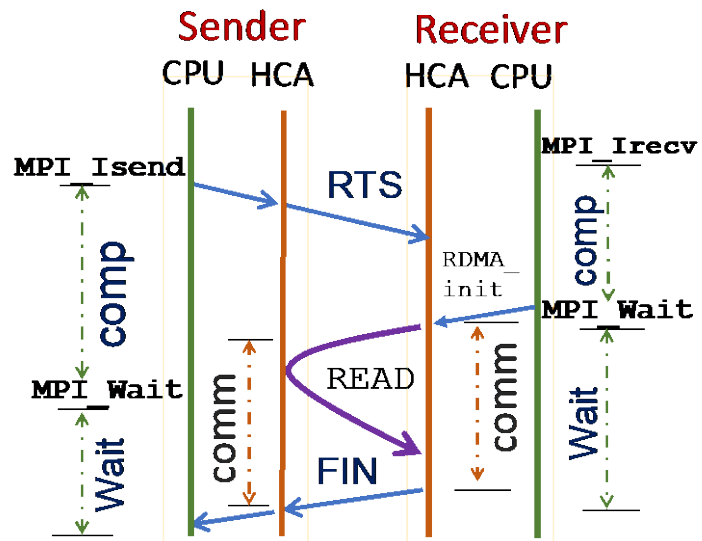 Sender Receiver
CPU HCA HCA CPU
MPI_Irecv
MPI_Isend
RTS
comp
RDMA_
init
comp
MPI_Wait
READ
MPI_Wait
comm
comm
Wait
Wait
FIN